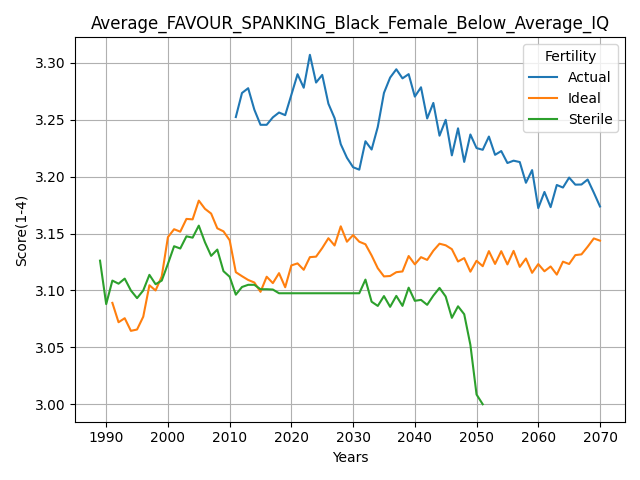 Average_FAVOUR_SPANKING_Black_Female_Below_Average_IQ
Fertility
Actual
Ideal
Sterile
Score(1-4)
3.30
3.25
3.20
3.15
3.10
3.05
3.00
1990 2000 2010 2020 2030 2040 2050 2060 2070
Years